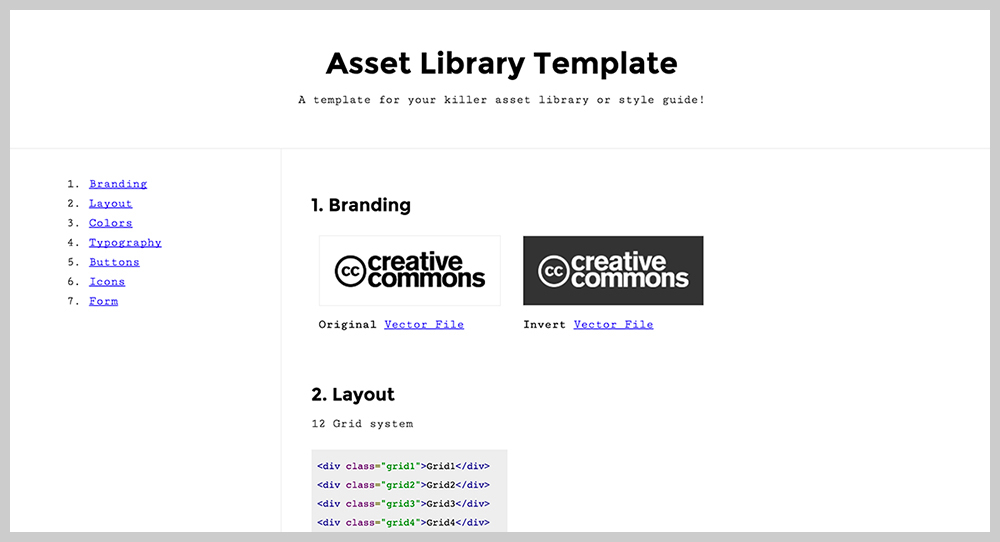 Asset Library Template
A template for your killer asset library or style guide!
1. Branding
2. Layout
3. Colors
4. Typography
5. Buttons
6. Icons
7. Form
1. Branding
cc creative commons
Original Vector File
cc creative commons
Invert Vector File
2. Layout
12 Grid system
<div class="grid1">Grid1</div>
<div class="grid2">Grid2</div>
<div class="grid3">Grid3</div>
<div class="grid4">Grid4</div>